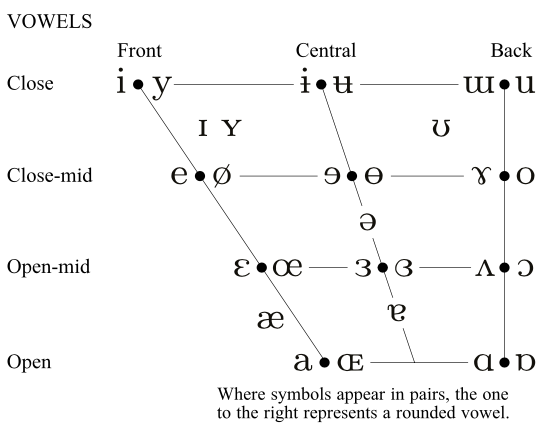 VOWELS
Front Central Back
Close i y ɨ ʉ ɯ u
ɪ ʏ ʊ
Close-mid e ø ɘ ɵ ɤ o
ə
Open-mid ɛ œ ɜ ɞ ʌ ɔ
æ ɐ
Open a ɶ ɑ ɒ
Where symbols appear in pairs, the one
to the right represents a rounded vowel.